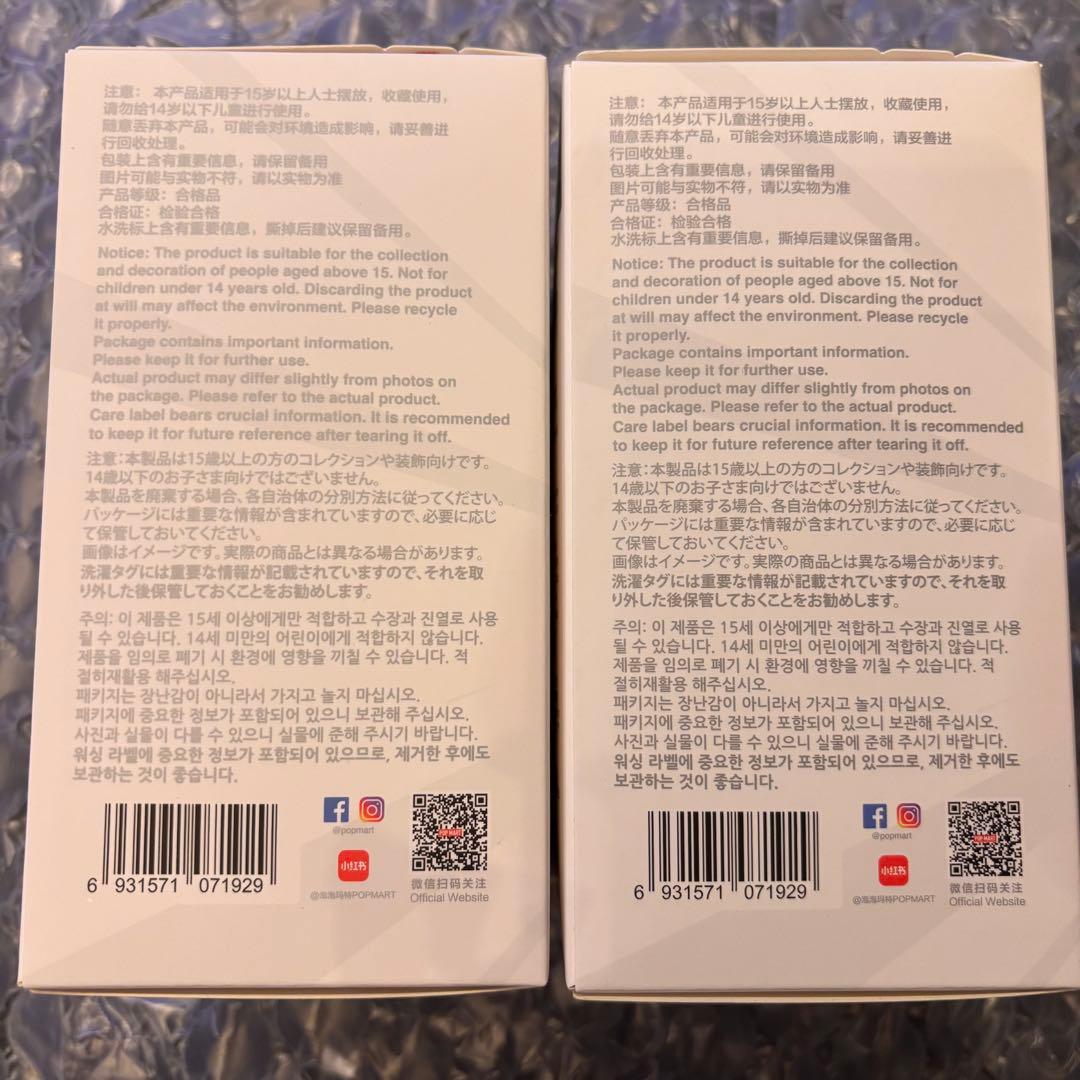 注意： 本产品适用于15岁以上人士摆放，收藏使用，
请勿给14岁以下儿童进行使用。
随意丢弃本产品，可能会对环境造成影响，请妥善进
行回收处理。
包装上含有重要信息，请保留备用
图片可能与实物不符，请以实物为准
产品等级：合格品
合格证：检验合格
水洗标上含有重要信息，撕掉后建议保留备用。
Notice: The product is suitable for the collection
and decoration of people aged above 15. Not for
children under 14 years old. Discarding the product
at will may affect the environment. Please recycle
it properly.
Package contains important information.
Please keep it for further use.
Actual product may differ slightly from photos on
the package. Please refer to the actual product.
Care label bears crucial information. It is recommended
to keep it for future reference after tearing it off.
注意:本製品は15歳以上の方のコレクションや装飾向けです。
14歳以下のお子さま向けではございません。
本製品を廃棄する場合、各自治体の分別方法に従ってください。
パッケージには重要な情報が含まれていますので、必要に応じ
て保管しておいてください。
画像はイメージです。実際の商品とは異なる場合があります。
洗濯タグには重要な情報が記載されていますので、それを取
り外した後保管しておくことをお勧めします。
주의: 이 제품은 15세 이상에게만 적합하고 수장과 진열로 사용
될 수 있습니다. 14세 미만의 어린이에게 적합하지 않습니다.
제품을 임의로 폐기 시 환경에 영향을 끼칠 수 있습니다. 적
절히재활용 해주십시오.
패키지는 장난감이 아니라서 가지고 놀지 마십시오.
패키지에 중요한 정보가 포함되어 있으니 보관해 주십시오.
사진과 실물이 다를 수 있으니 실물에 준해 주시기 바랍니다.
워싱 라벨에 중요한 정보가 포함되어 있으므로, 제거한 후에도
보관하는 것이 좋습니다.
6 931571 071929
@popmart
小红书
@泡泡玛特POPMART
POP MART
微信扫码关注
Official Website
注意： 本产品适用于15岁以上人士摆放，收藏使用，
请勿给14岁以下儿童进行使用。
随意丢弃本产品，可能会对环境造成影响，请妥善进
行回收处理。
包装上含有重要信息，请保留备用
图片可能与实物不符，请以实物为准
产品等级：合格品
合格证：检验合格
水洗标上含有重要信息，撕掉后建议保留备用。
Notice: The product is suitable for the collection
and decoration of people aged above 15. Not for
children under 14 years old. Discarding the product
at will may affect the environment. Please recycle
it properly.
Package contains important information.
Please keep it for further use.
Actual product may differ slightly from photos on
the package. Please refer to the actual product.
Care label bears crucial information. It is recommended
to keep it for future reference after tearing it off.
注意:本製品は15歳以上の方のコレクションや装飾向けです。
14歳以下のお子さま向けではございません。
本製品を廃棄する場合、各自治体の分別方法に従ってください。
パッケージには重要な情報が含まれていますので、必要に応じ
て保管しておいてください。
画像はイメージです。実際の商品とは異なる場合があります。
洗濯タグには重要な情報が記載されていますので、それを取
り外した後保管しておくことをお勧めします。
주의: 이 제품은 15세 이상에게만 적합하고 수장과 진열로 사용
될 수 있습니다. 14세 미만의 어린이에게 적합하지 않습니다.
제품을 임의로 폐기 시 환경에 영향을 끼칠 수 있습니다. 적
절히재활용 해주십시오.
패키지는 장난감이 아니라서 가지고 놀지 마십시오.
패키지에 중요한 정보가 포함되어 있으니 보관해 주십시오.
사진과 실물이 다를 수 있으니 실물에 준해 주시기 바랍니다.
워싱 라벨에 중요한 정보가 포함되어 있으므로, 제거한 후에도
보관하는 것이 좋습니다.
6 931571 071929
@popmart
小红书
@泡泡玛特POPMART
POP MART
微信扫码关注
Official Website